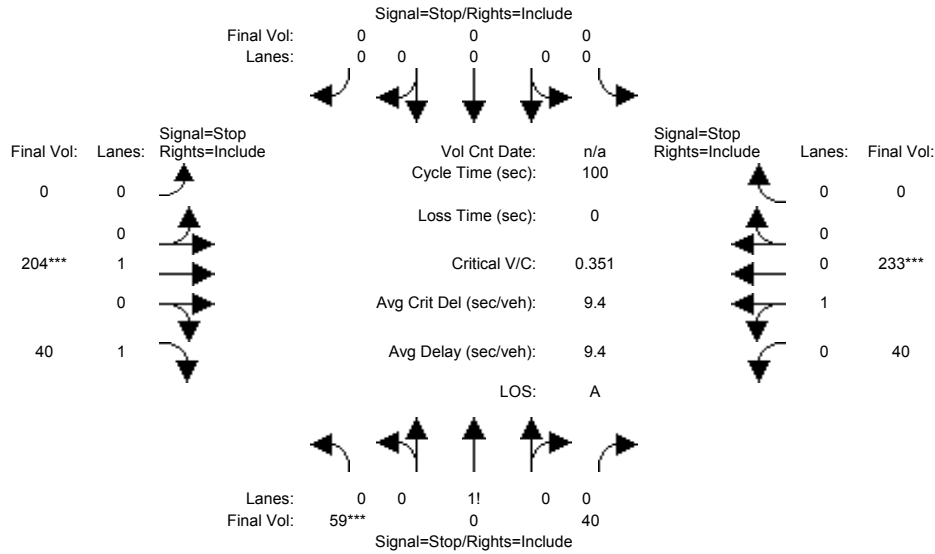 Signal=Stop/Rights=Include
Final Vol: 0 0 0
Lanes: 0 0 0 0 0
Signal=Stop
Final Vol: Lanes: Rights=Include Vol Cnt Date: n/a Signal=Stop Rights=Include Lanes: Final Vol:
Cycle Time (sec): 100
0 0 0 0
Loss Time (sec): 0
0 0
204*** 1 Critical V/C: 0.351 0 233***
0 Avg Crit Del (sec/veh): 9.4 1
40 1 Avg Delay (sec/veh): 9.4 0 40
LOS: A
Lanes: 0 0 1! 0 0
Final Vol: 59*** 0 40
Signal=Stop/Rights=Include